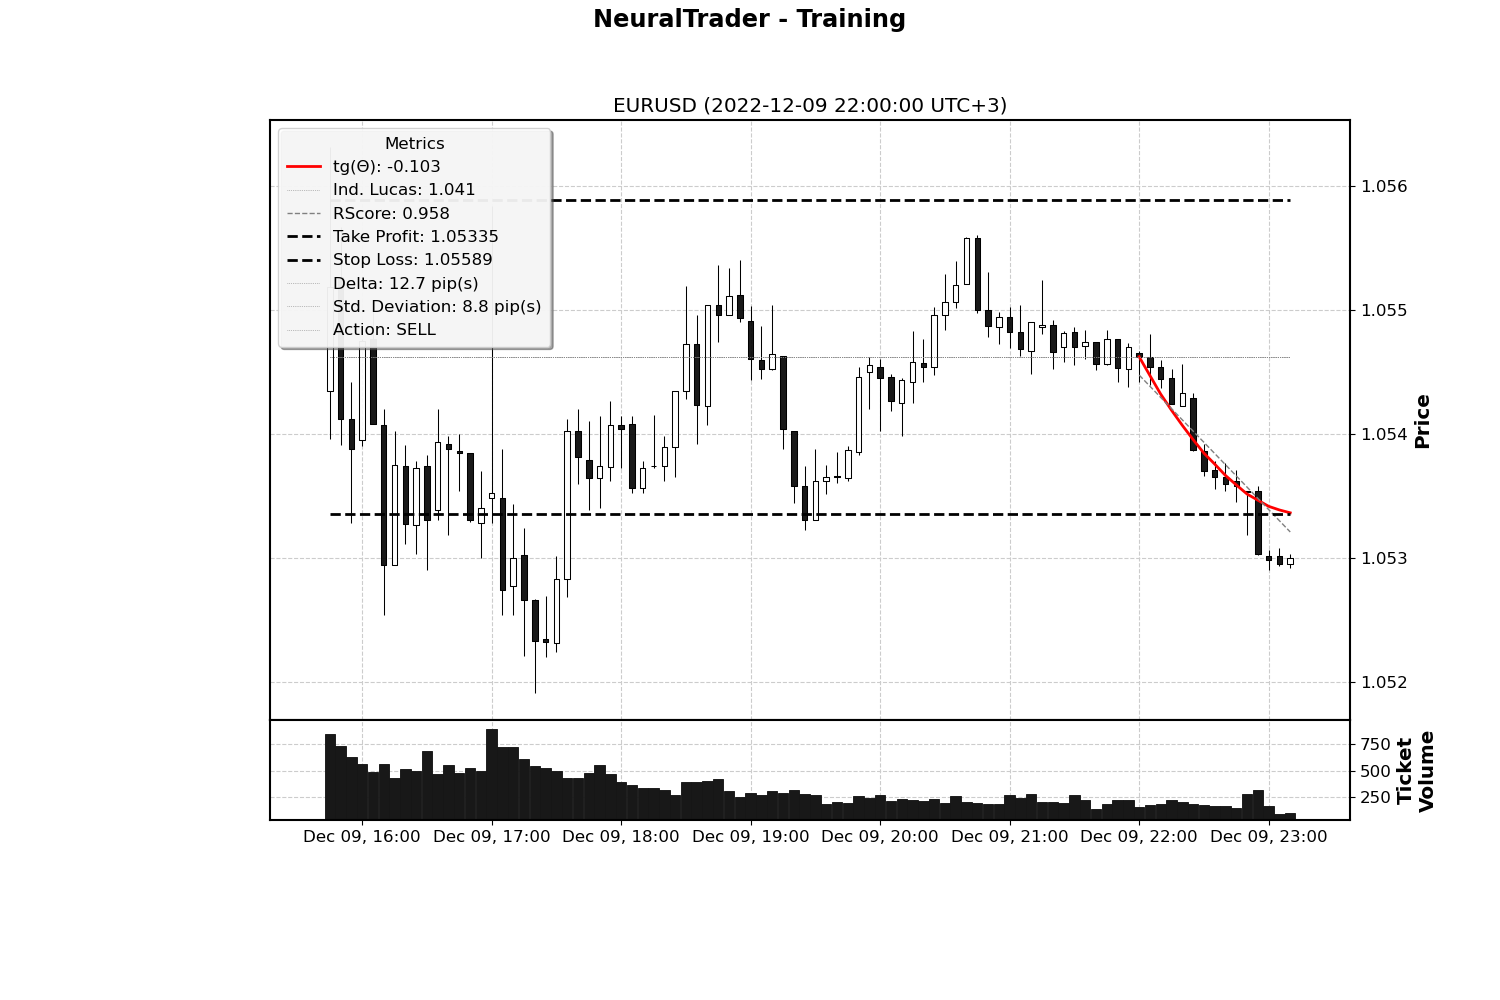 NeuralTrader - Training
EURUSD (2022-12-09 22:00:00 UTC+3)
Metrics
tg(Θ): -0.103
Ind. Lucas: 1.041
RScore: 0.958
Take Profit: 1.05335
Stop Loss: 1.05589
Delta: 12.7 pip(s)
Std. Deviation: 8.8 pip(s)
Action: SELL
1.056
1.055
1.054
1.053
1.052
Price
750
500
250
Ticket
Volume
Dec 09, 16:00 Dec 09, 17:00 Dec 09, 18:00 Dec 09, 19:00 Dec 09, 20:00 Dec 09, 21:00 Dec 09, 22:00 Dec 09, 23:00